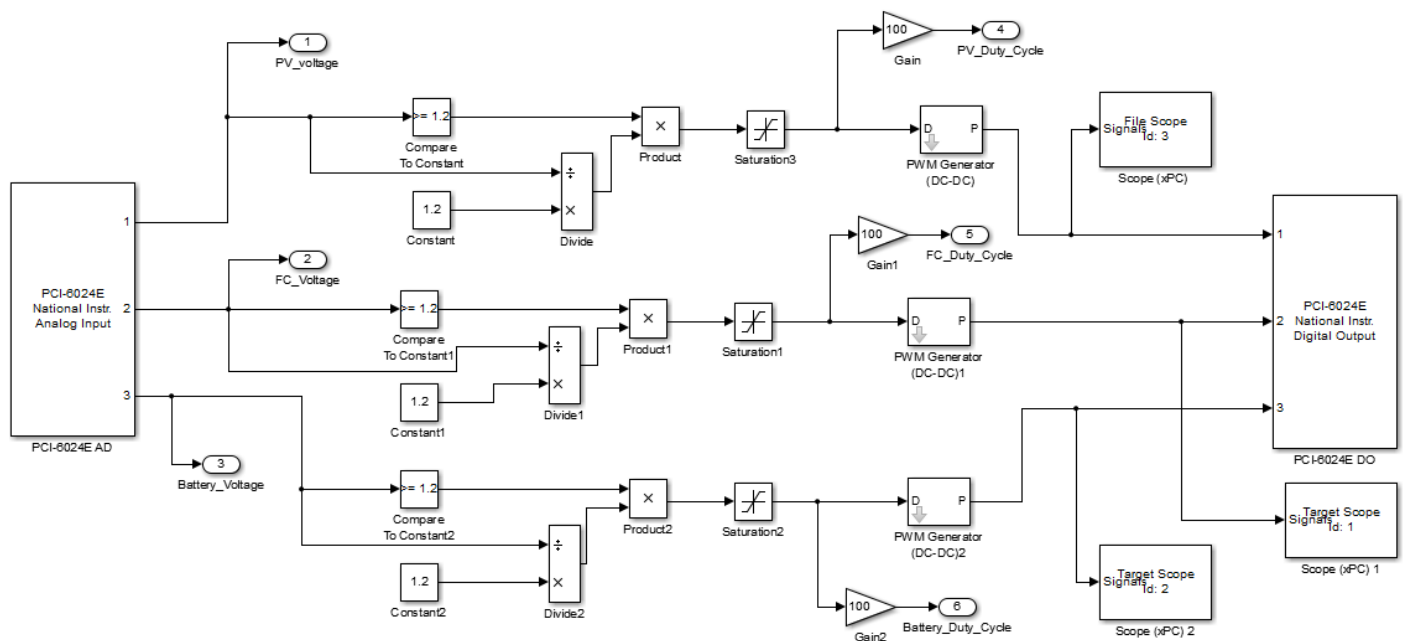 1
PV_voltage
100
Gain
4
PV_Duty_Cycle
>= 1.2
Compare
To Constant
×
Product
Saturation3
D
P
PWM Generator
(DC-DC)
Signals
File Scope
Id: 3
Scope (xPC)
÷
×
Divide
1.2
Constant
PCI-6024E
National Instr.
Analog Input
1
2
3
PCI-6024E AD
2
FC_Voltage
100
Gain1
5
FC_Duty_Cycle
>= 1.2
Compare
To Constant1
×
Product1
Saturation1
D
P
PWM Generator
(DC-DC)1
÷
×
Divide1
1.2
Constant1
PCI-6024E
National Instr.
Digital Output
1
2
3
PCI-6024E DO
3
Battery_Voltage
>= 1.2
Compare
To Constant2
×
Product2
Saturation2
D
P
PWM Generator
(DC-DC)2
÷
×
Divide2
1.2
Constant2
100
Gain2
6
Battery_Duty_Cycle
Signals
Target Scope
Id: 1
Scope (xPC) 1
Signals
Target Scope
Id: 2
Scope (xPC) 2